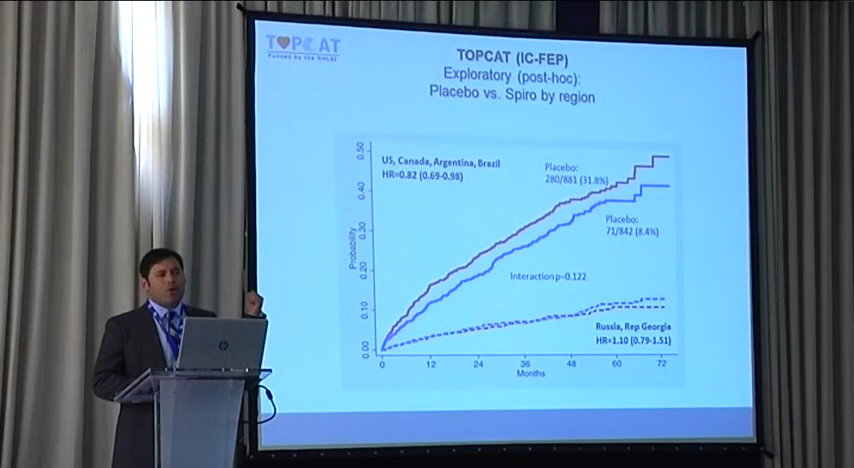 TOPCAT
Funded by the NHLBI
TOPCAT (IC-FEP)
Exploratory (post-hoc):
Placebo vs. Spiro by region
US, Canada, Argentina, Brazil
HR=0.82 (0.69-0.98)
Placebo:
280/881 (31.8%)
Placebo:
71/842 (8.4%)
Interaction p=0.122
Russia, Rep Georgia
HR=1.10 (0.79-1.51)
Probability
0.50
0.40
0.30
0.20
0.10
0.00
0 12 24 36 48 60 72
Months
hp